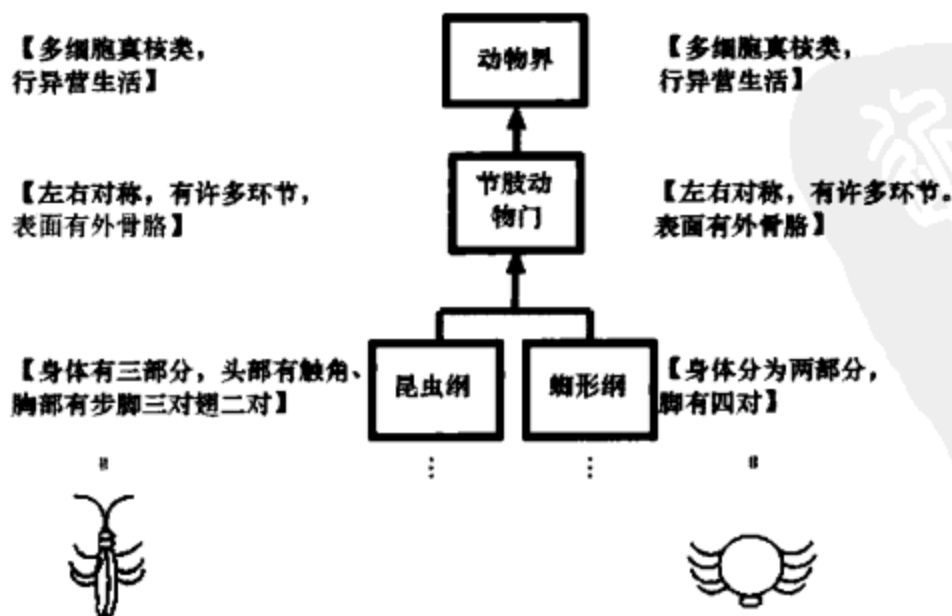 【多细胞真核类，
行异营生活】
动物界
【多细胞真核类，
行异营生活】
【左右对称，有许多环节，
表面有外骨胳】
节肢动
物门
【左右对称，有许多环节。
表面有外骨胳】
【身体有三部分，头部有触角、
胸部有步脚三对翅二对】
昆虫纲
蜘形纲
【身体分为两部分，
脚有四对】